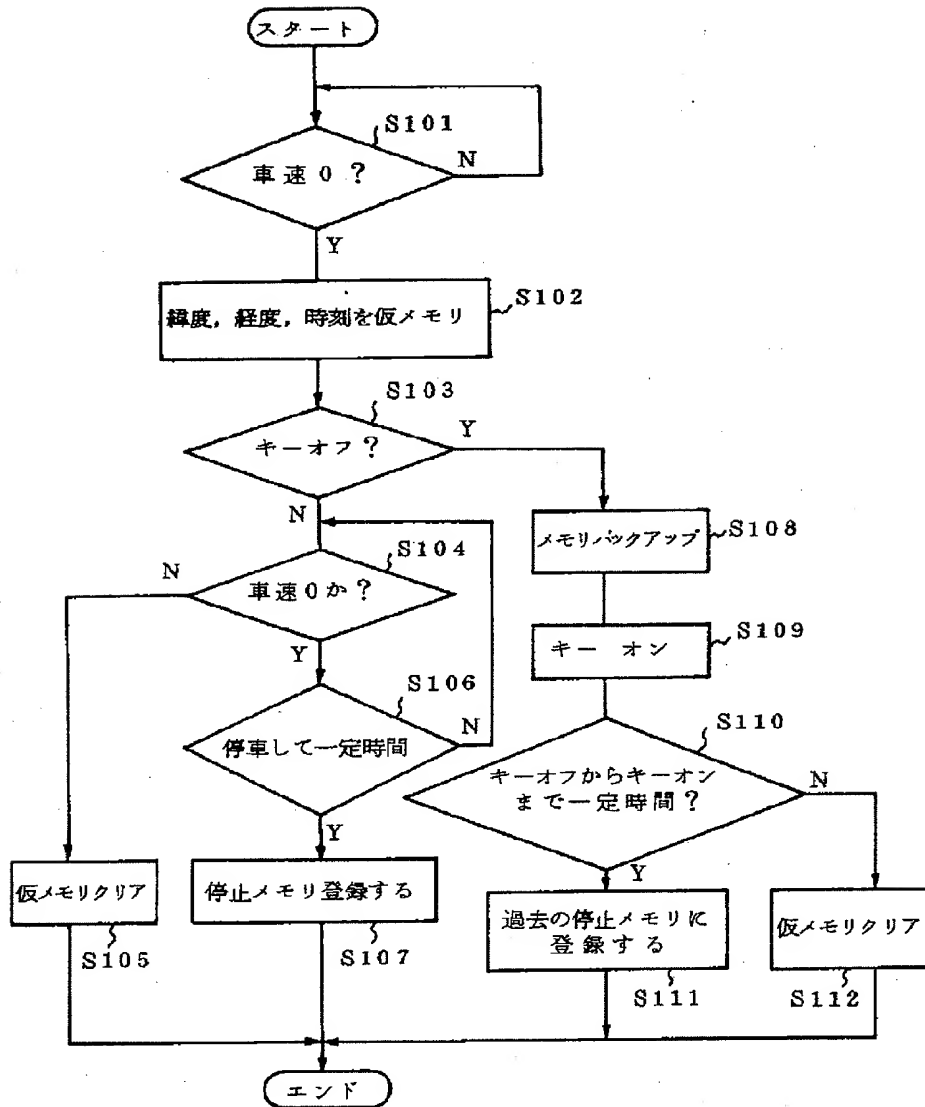 スタート
S101
車速0？
N
Y
S102
緯度，経度，時刻を仮メモリ
S103
キーオフ？
Y
N
メモリバックアップ
S108
S104
N
車速0か？
Y
S109
キー オン
S106
停車して一定時間
N
Y
S110
キーオフからキーオン
まで一定時間？
N
Y
仮メモリクリア
S105
停止メモリ登録する
S107
過去の停止メモリに
登録する
S111
仮メモリクリア
S112
エンド